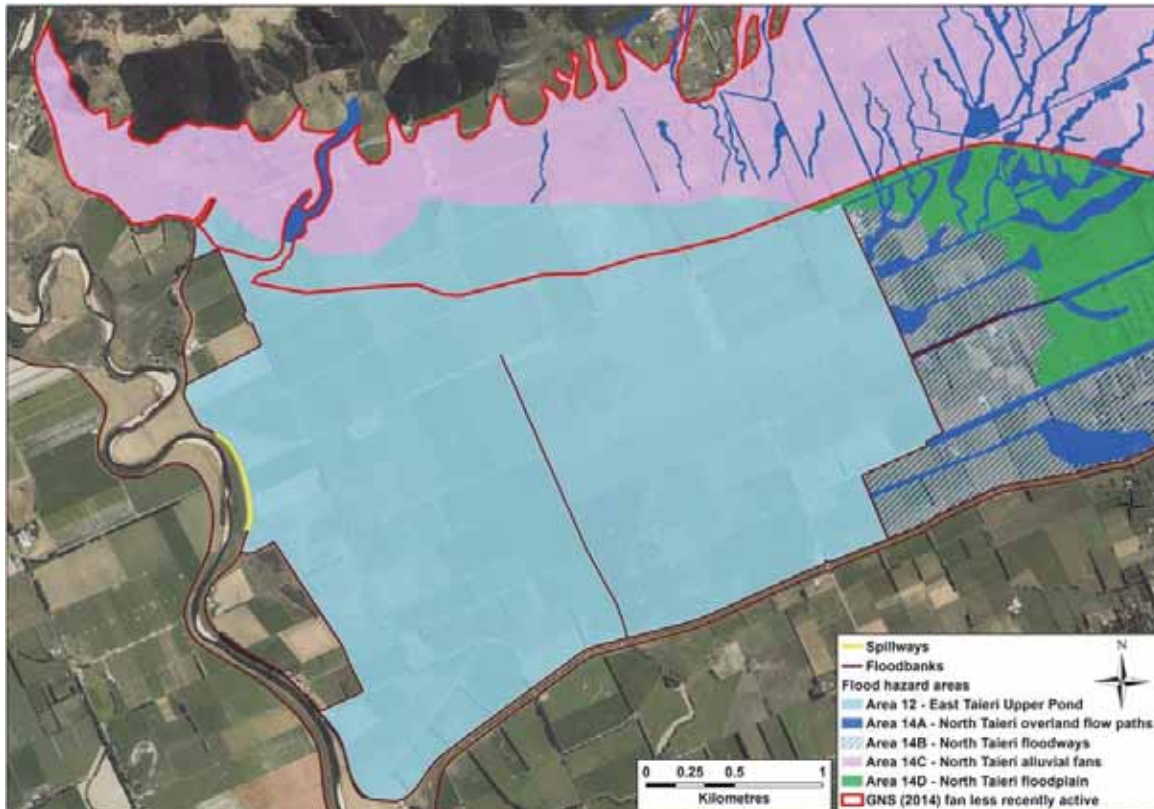 Spillways
Floodbanks
Flood hazard areas
Area 12 - East Taieri Upper Pond
Area 14A - North Taieri overland flow paths
Area 14B - North Taieri floodways
Area 14C - North Taieri alluvial fans
Area 14D - North Taieri floodplain
GNS (2014) fan less recently active
N
0 0.25 0.5 1
Kilometres